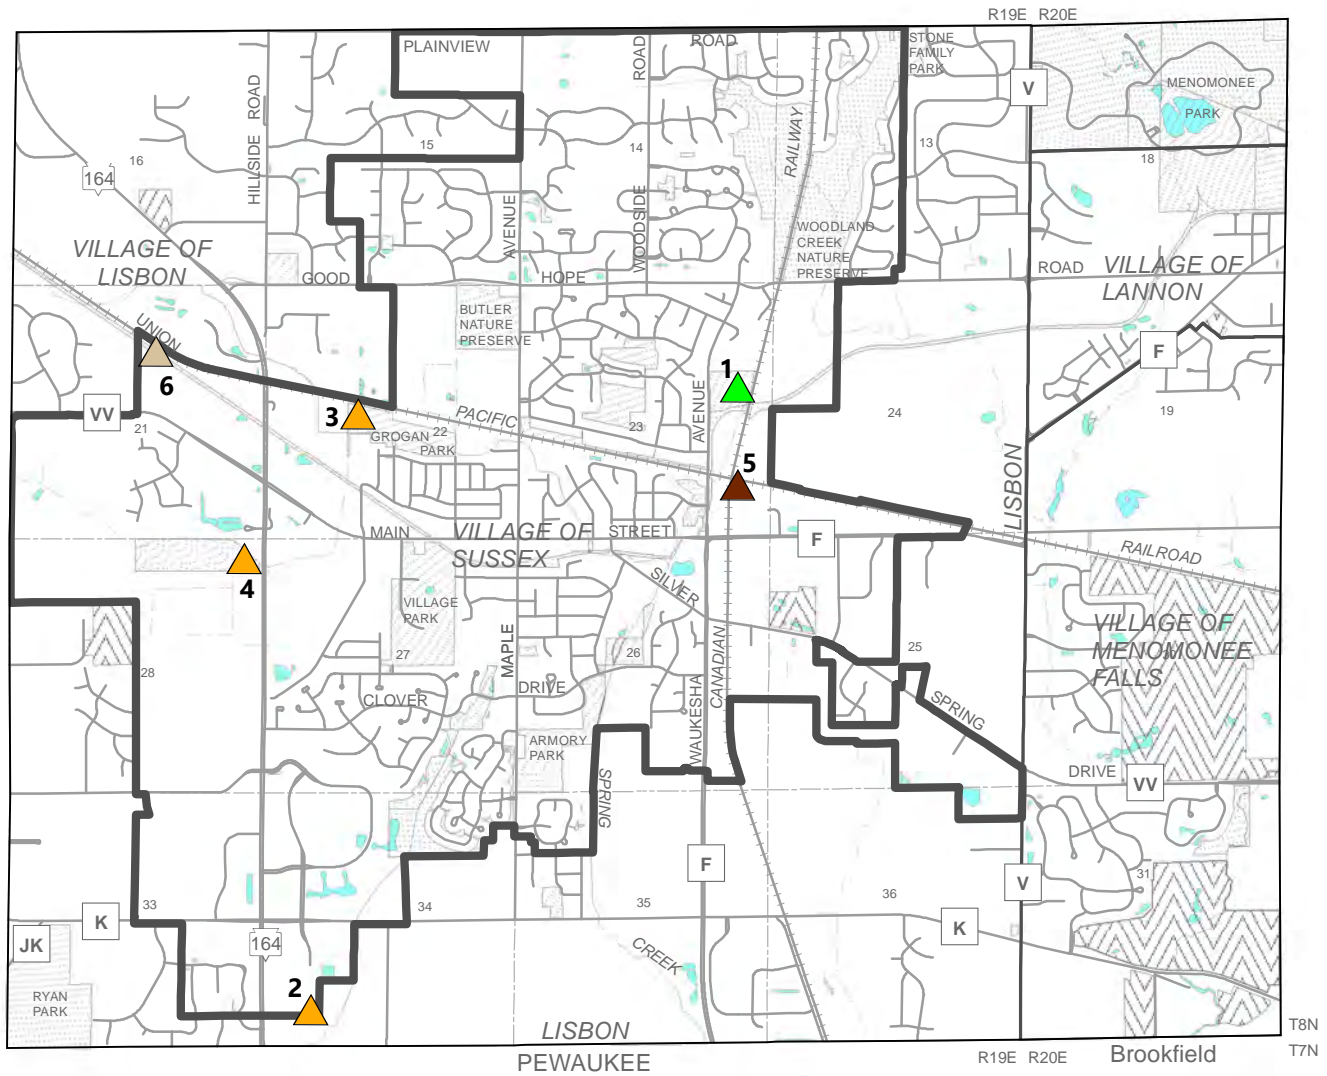 R19E R20E
PLAINVIEW
ROAD
ROAD
STONE
FAMILY
PARK
V
MENOMONEE
PARK
HILLSIDE ROAD
16
15
14
13
18
164
RAILWAY
AVENUE
WOODSIDE
WOODLAND
CREEK
NATURE
PRESERVE
VILLAGE OF
LISBON
GOOD
HOPE
ROAD
VILLAGE OF
LANNON
UNION
BUTLER
NATURE
PRESERVE
F
6
1
VV
21
3
GROGAN
PARK
22
PACIFIC
23
AVENUE
24
19
5
LISBON
MAIN
VILLAGE OF
SUSSEX
STREET
F
RAILROAD
4
SILVER
VILLAGE
PARK
VILLAGE OF
MENOMONEE
FALLS
30
28
27
MAPLE
26
CANADIAN
25
CLOVER
DRIVE
WAUKESHA
SPRING
ARMORY
PARK
SPRING
DRIVE
VV
F
V
31
33
34
35
36
K
K
JK
164
CREEK
RYAN
PARK
2
LISBON
T8N
PEWAUKEE
R19E R20E
Brookfield
T7N